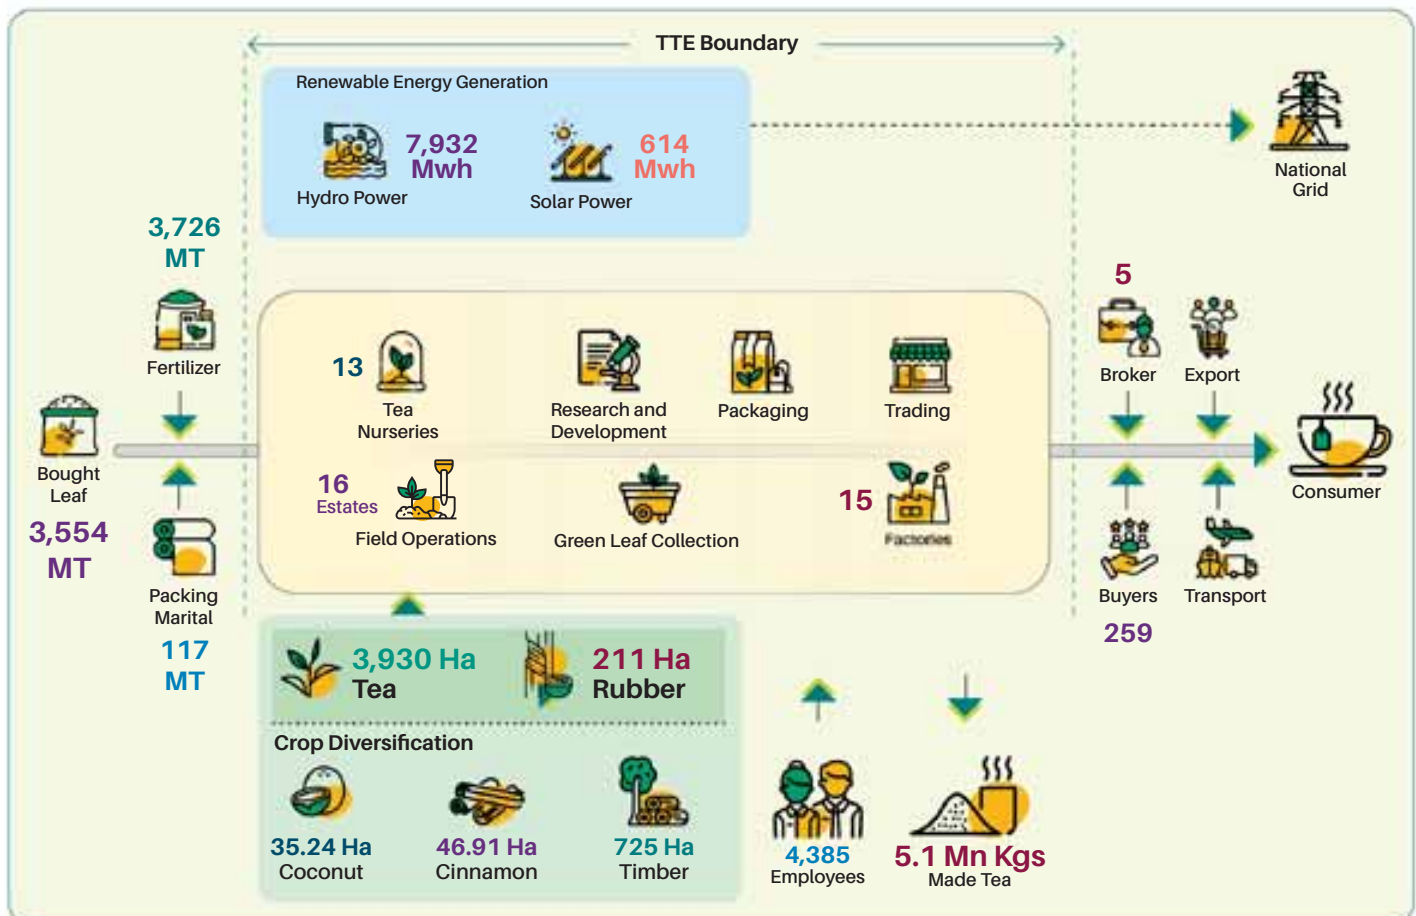 TTE Boundary
Renewable Energy Generation
7,932
Mwh
Hydro Power
614
Mwh
Solar Power
National
Grid
3,726
MT
Fertilizer
Bought
Leaf
3,554
MT
Packing
Marital
117
MT
13
Tea
Nurseries
Research and
Development
Packaging
Trading
16
Estates
Field Operations
Green Leaf Collection
15
Factories
5
Broker
Export
Consumer
Buyers
259
Transport
3,930 Ha
Tea
211 Ha
Rubber
Crop Diversification
35.24 Ha
Coconut
46.91 Ha
Cinnamon
725 Ha
Timber
4,385
Employees
5.1 Mn Kgs
Made Tea